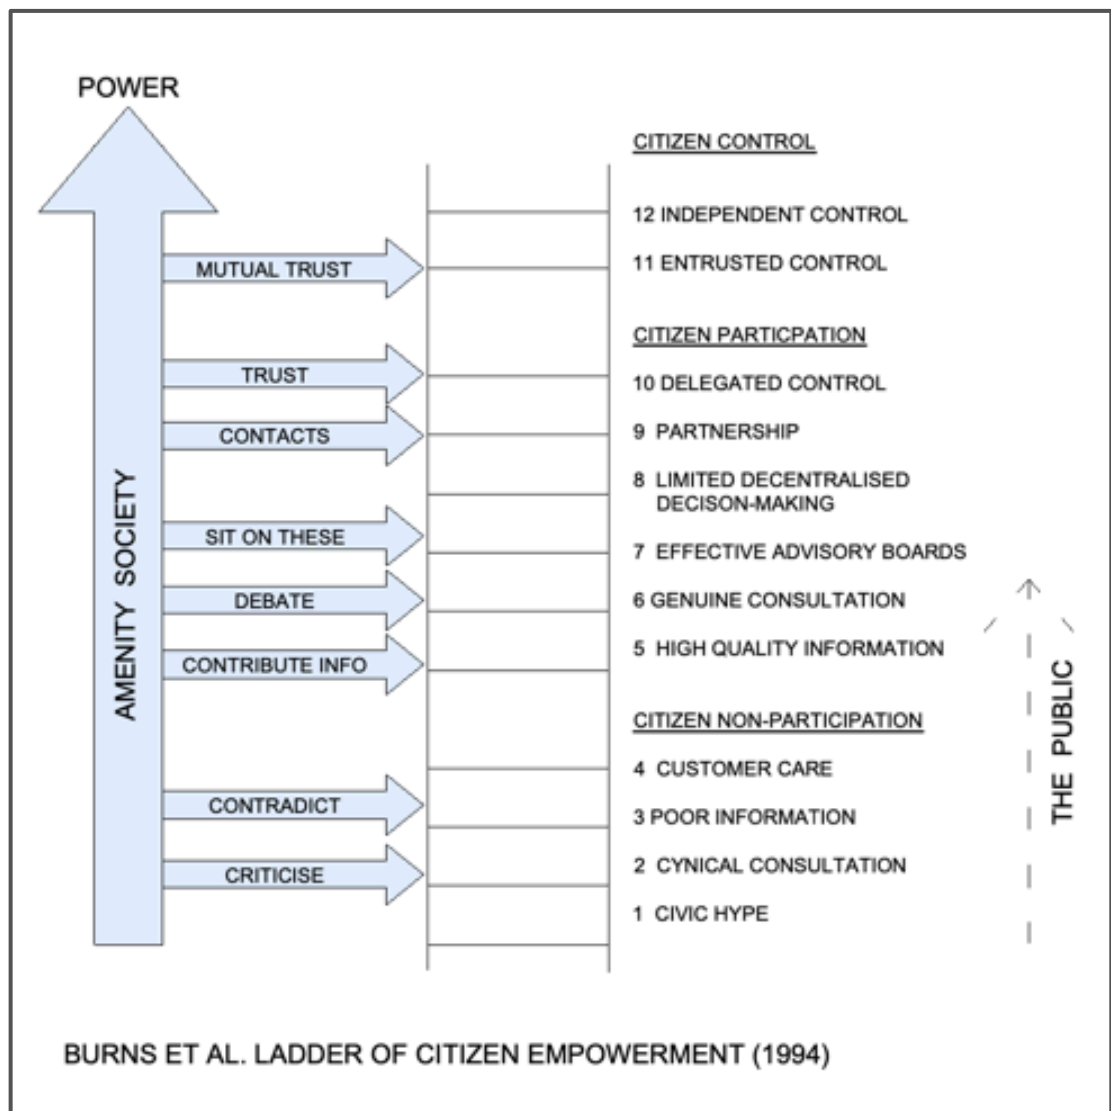 POWER
CITIZEN CONTROL
12 INDEPENDENT CONTROL
MUTUAL TRUST
11 ENTRUSTED CONTROL
CITIZEN PARTICPATION
TRUST
10 DELEGATED CONTROL
CONTACTS
9 PARTNERSHIP
8 LIMITED DECENTRALISED
DECISON-MAKING
SIT ON THESE
7 EFFECTIVE ADVISORY BOARDS
DEBATE
6 GENUINE CONSULTATION
CONTRIBUTE INFO
5 HIGH QUALITY INFORMATION
AMENITY SOCIETY
CITIZEN NON-PARTICIPATION
4 CUSTOMER CARE
THE PUBLIC
CONTRADICT
3 POOR INFORMATION
CRITICISE
2 CYNICAL CONSULTATION
1 CIVIC HYPE
BURNS ET AL. LADDER OF CITIZEN EMPOWERMENT (1994)